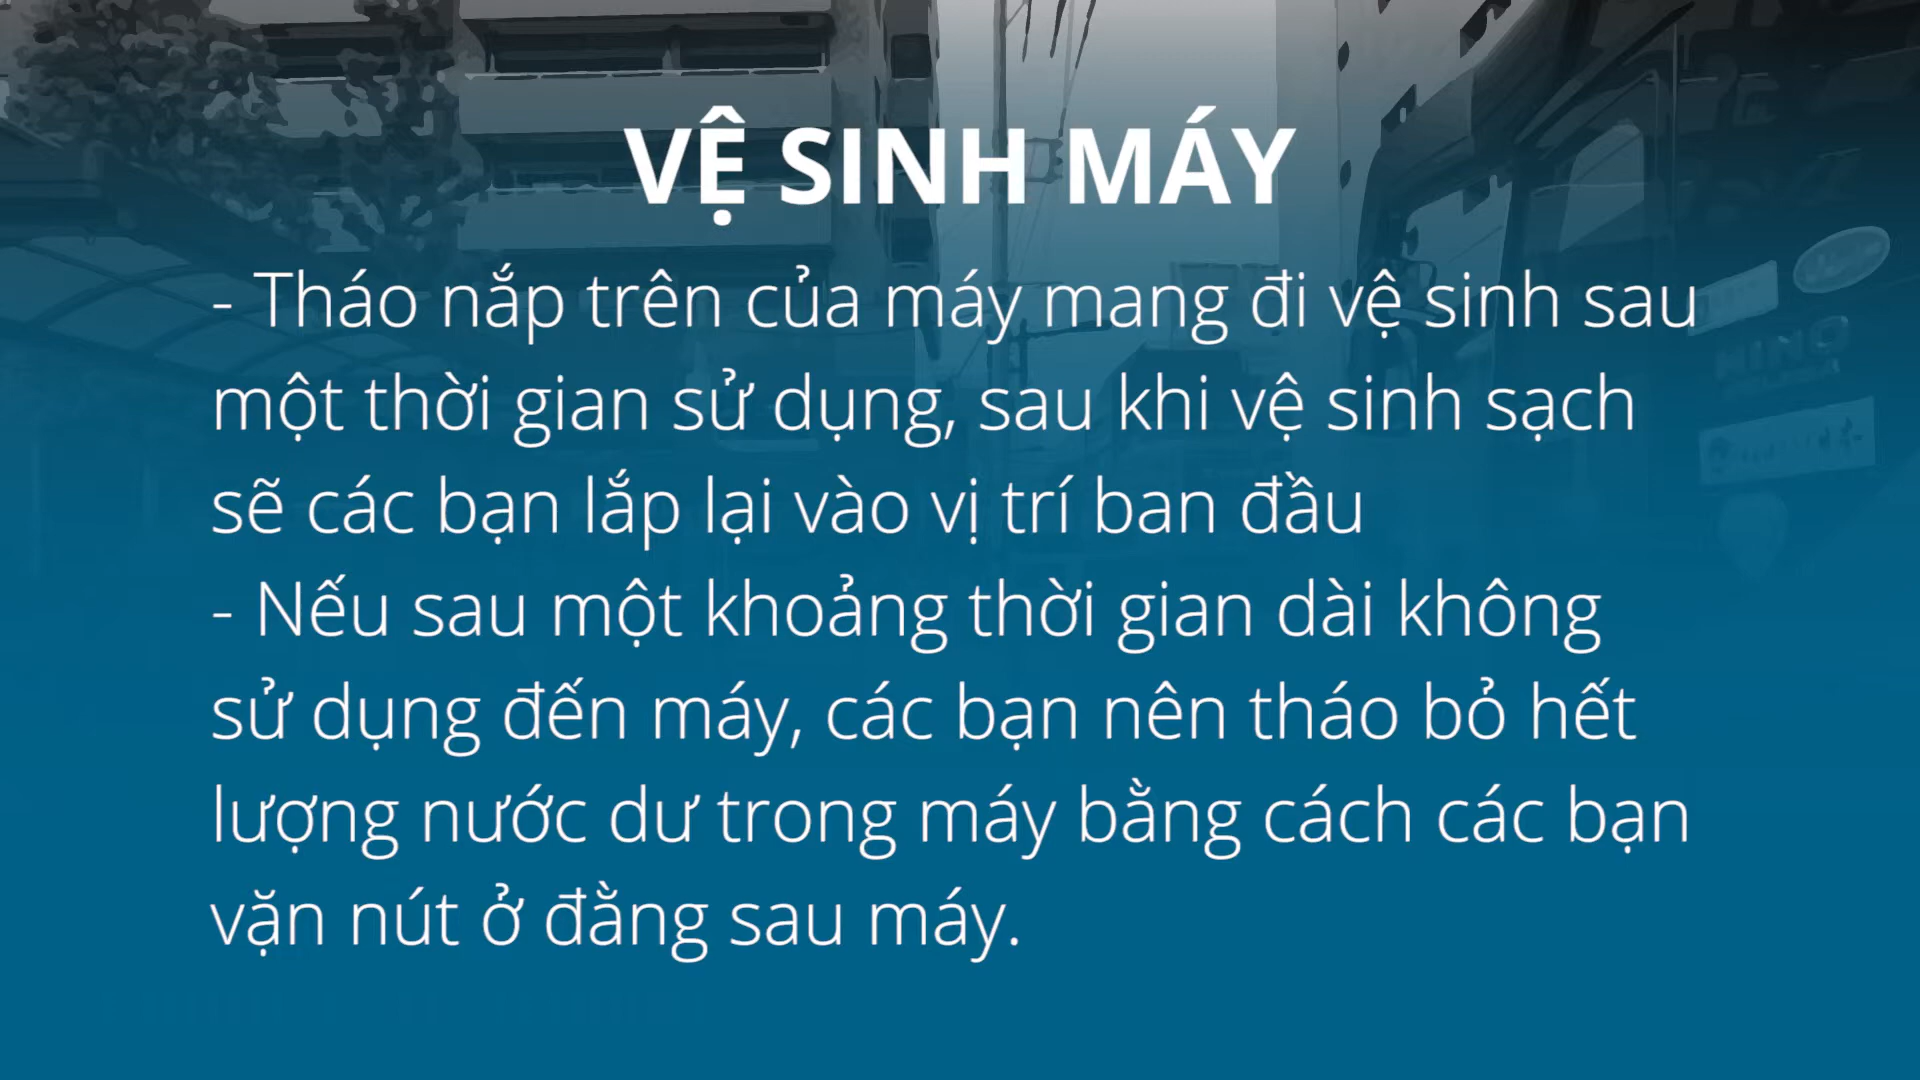 VỆ SINH MÁY
- Tháo nắp trên của máy mang đi vệ sinh sau
một thời gian sử dụng, sau khi vệ sinh sạch
sẽ các bạn lắp lại vào vị trí ban đầu
- Nếu sau một khoảng thời gian dài không
sử dụng đến máy, các bạn nên tháo bỏ hết
lượng nước dư trong máy bằng cách các bạn
vặn nút ở đằng sau máy.
HINO